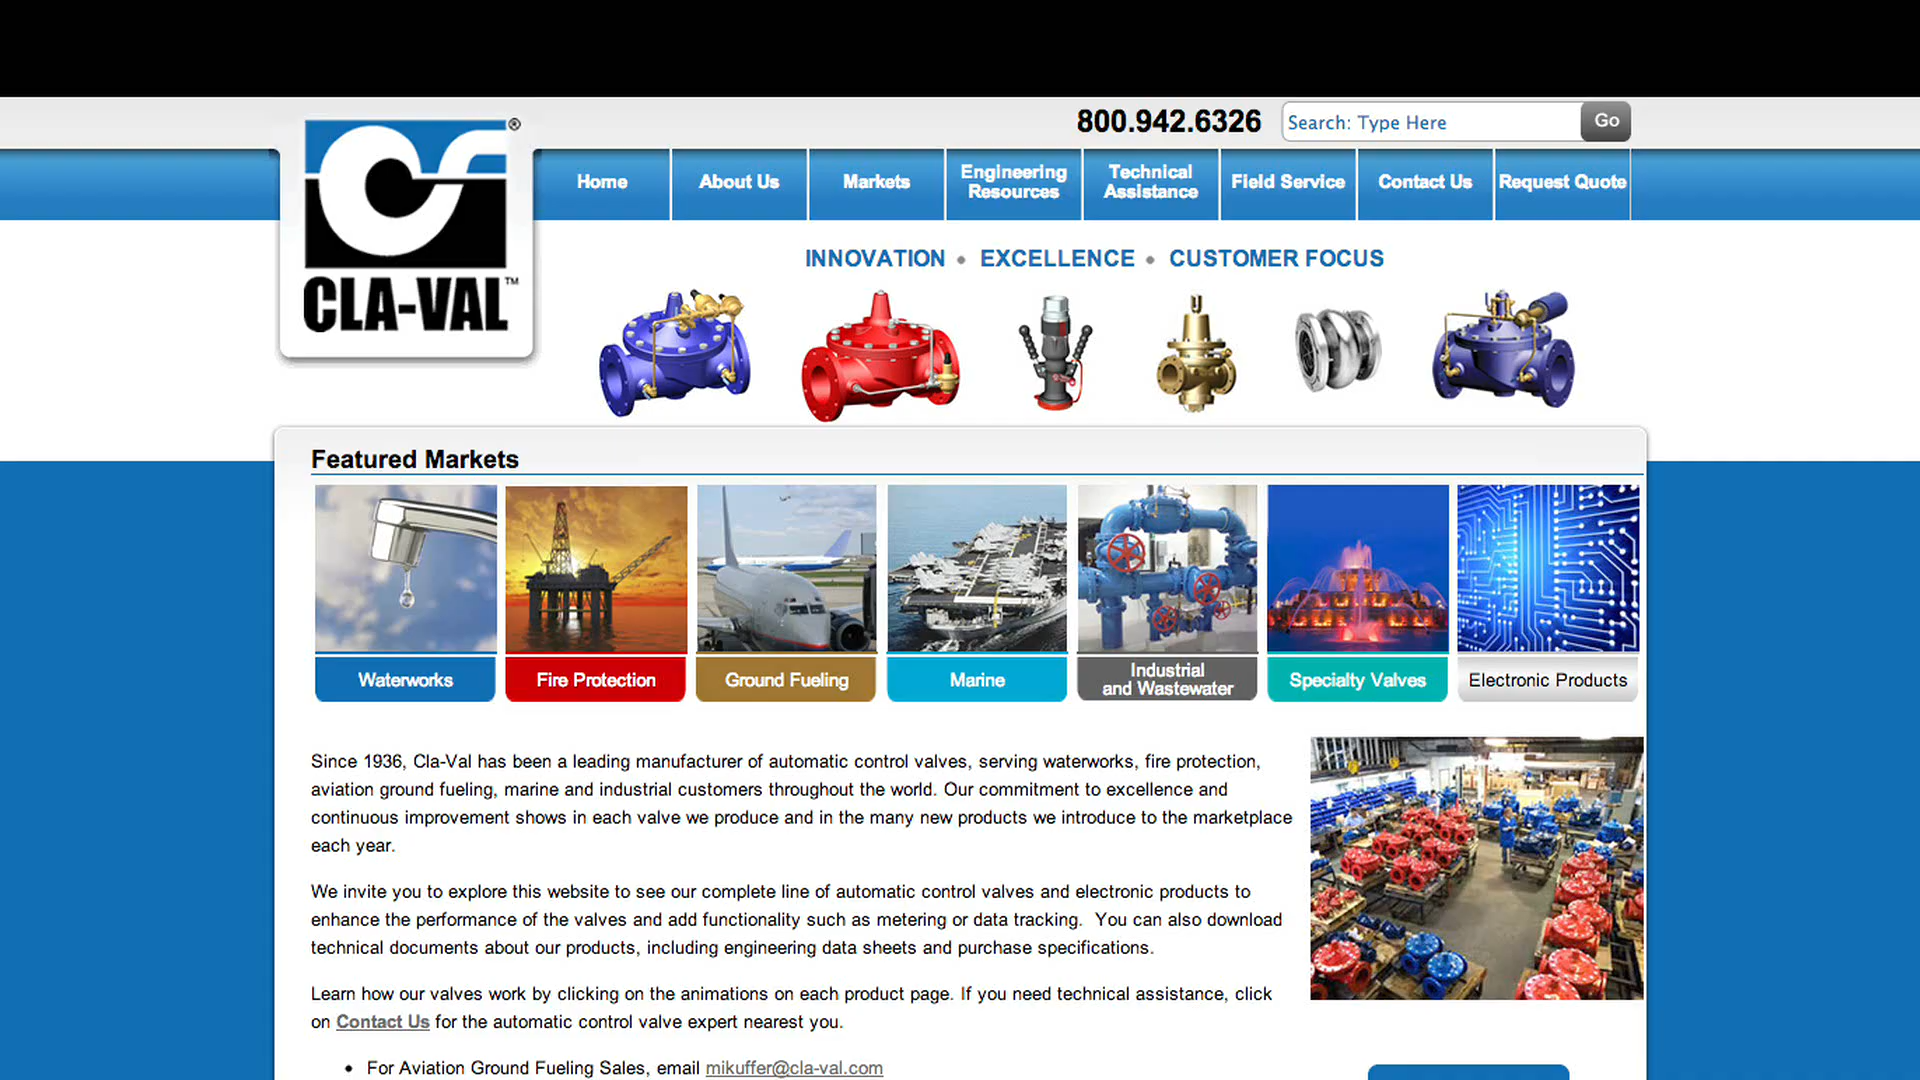 800.942.6326
Search: Type Here
Go
®
CLA-VAL™
Home
About Us
Markets
Engineering
Resources
Technical
Assistance
Field Service
Contact Us
Request Quote
INNOVATION • EXCELLENCE • CUSTOMER FOCUS
Featured Markets
Waterworks
Fire Protection
Ground Fueling
Marine
Industrial
and Wastewater
Specialty Valves
Electronic Products
Since 1936, Cla-Val has been a leading manufacturer of automatic control valves, serving waterworks, fire protection,
aviation ground fueling, marine and industrial customers throughout the world. Our commitment to excellence and
continuous improvement shows in each valve we produce and in the many new products we introduce to the marketplace
each year.
We invite you to explore this website to see our complete line of automatic control valves and electronic products to
enhance the performance of the valves and add functionality such as metering or data tracking.  You can also download
technical documents about our products, including engineering data sheets and purchase specifications.
Learn how our valves work by clicking on the animations on each product page. If you need technical assistance, click
on Contact Us for the automatic control valve expert nearest you.
• For Aviation Ground Fueling Sales, email mikuffer@cla-val.com